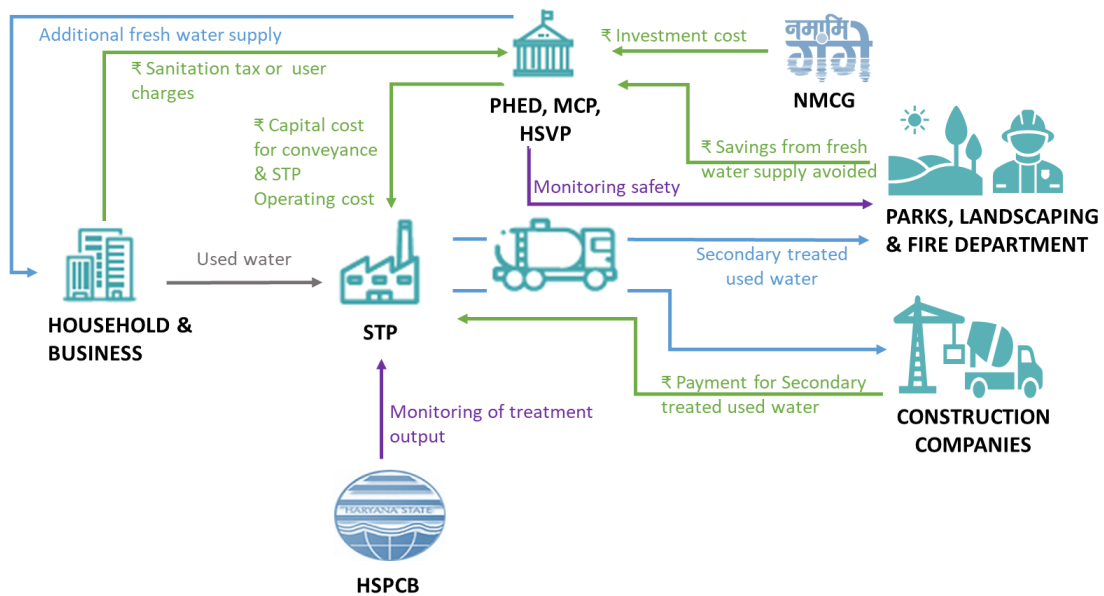 Additional fresh water supply
₹ Sanitation tax or user
charges
₹ Investment cost
नमामि
गंगे
NMCG
PHED, MCP,
HSVP
₹ Capital cost
for conveyance
& STP
Operating cost
₹ Savings from fresh
water supply avoided
Monitoring safety
PARKS, LANDSCAPING
& FIRE DEPARTMENT
Used water
Secondary treated
used water
HOUSEHOLD &
BUSINESS
STP
₹ Payment for Secondary
treated used water
CONSTRUCTION
COMPANIES
Monitoring of treatment
output
HARYANA STATE
HSPCB